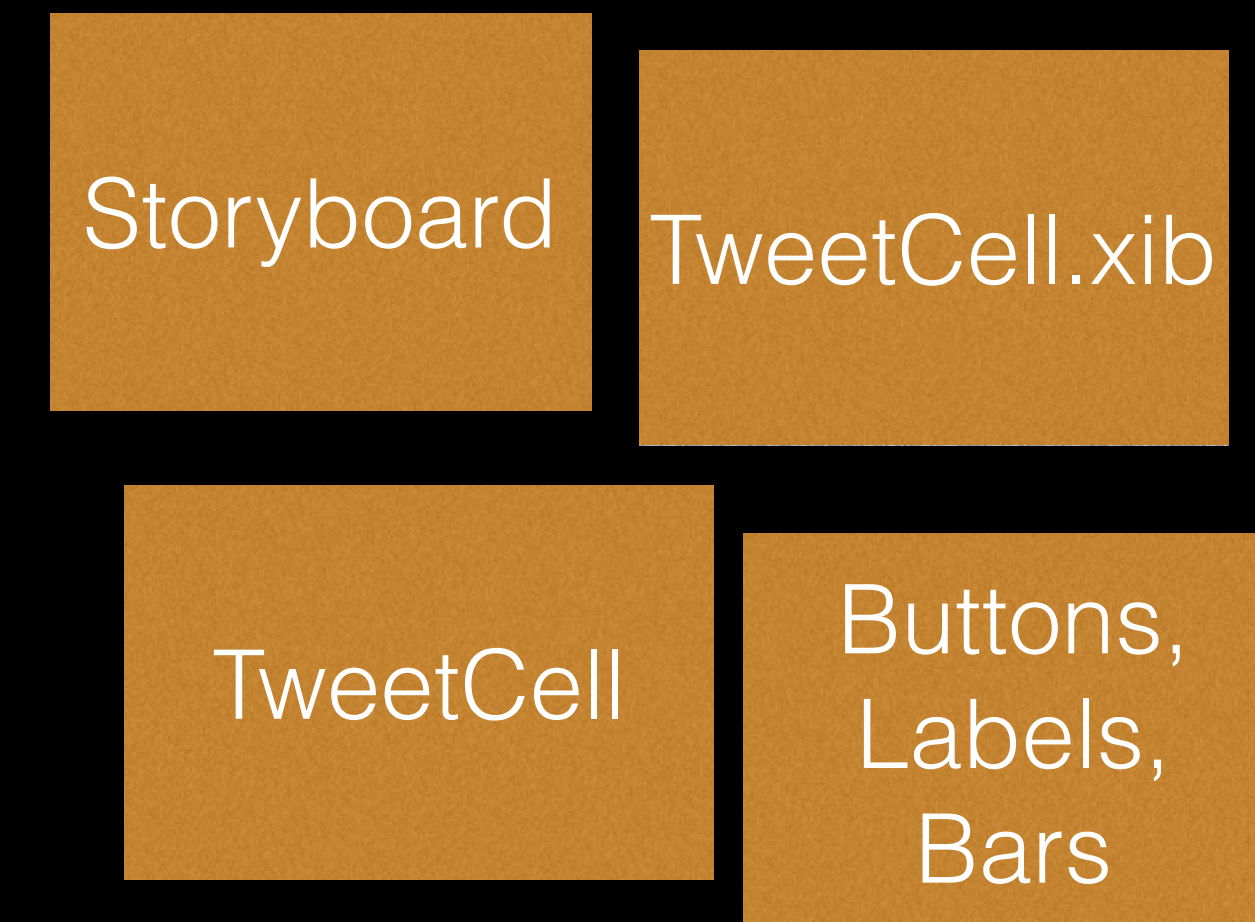 Storyboard
TweetCell.xib
TweetCell
Buttons,
Labels,
Bars